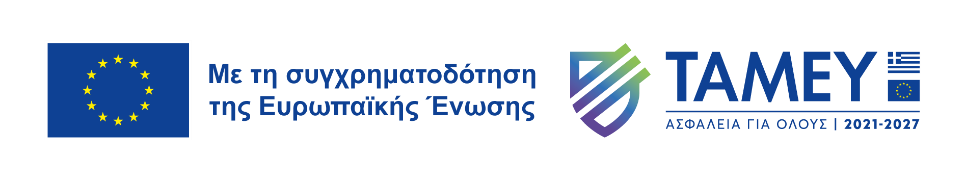 Με τη συγχρηματοδότηση
της Ευρωπαϊκής Ένωσης
ΤΑΜΕΥ
ΑΣΦΑΛΕΙΑ ΓΙΑ ΟΛΟΥΣ | 2021-2027